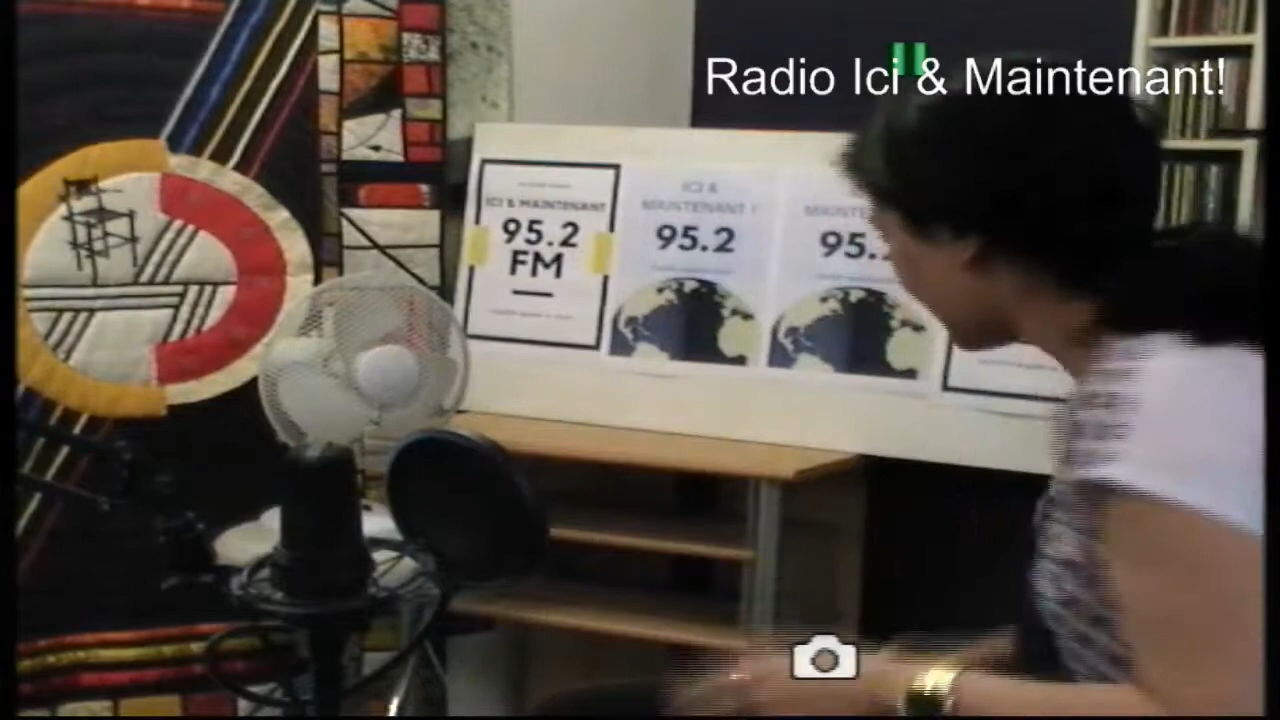 Radio Ici & Maintenant!
ICI & MAINTENANT
95.2
FM
ICI &
MAINTENANT !
95.2
95.